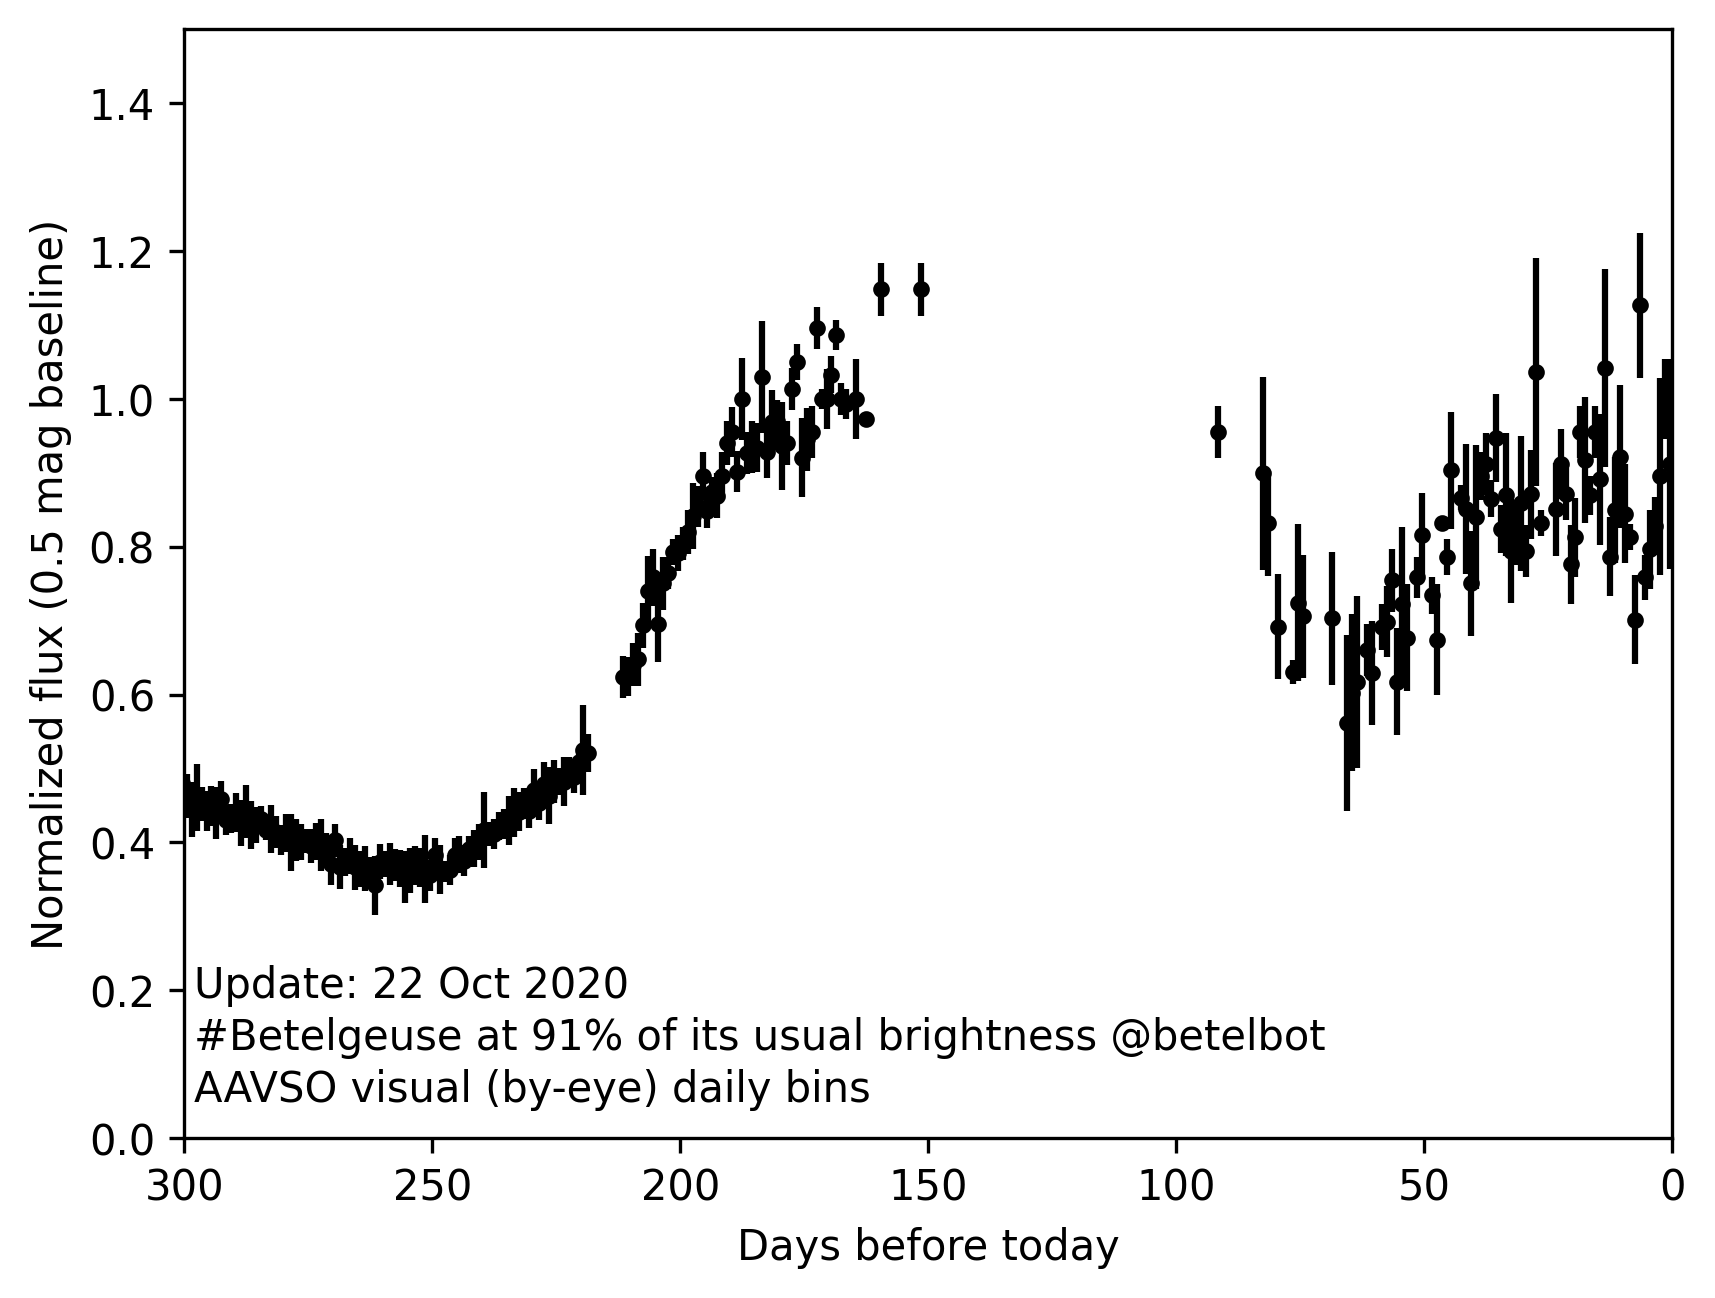 1.4
1.2
1.0
0.8
0.6
0.4
0.2
0.0
Normalized flux (0.5 mag baseline)
Update: 22 Oct 2020
#Betelgeuse at 91% of its usual brightness @betelbot
AAVSO visual (by-eye) daily bins
300 250 200 150 100 50 0
Days before today